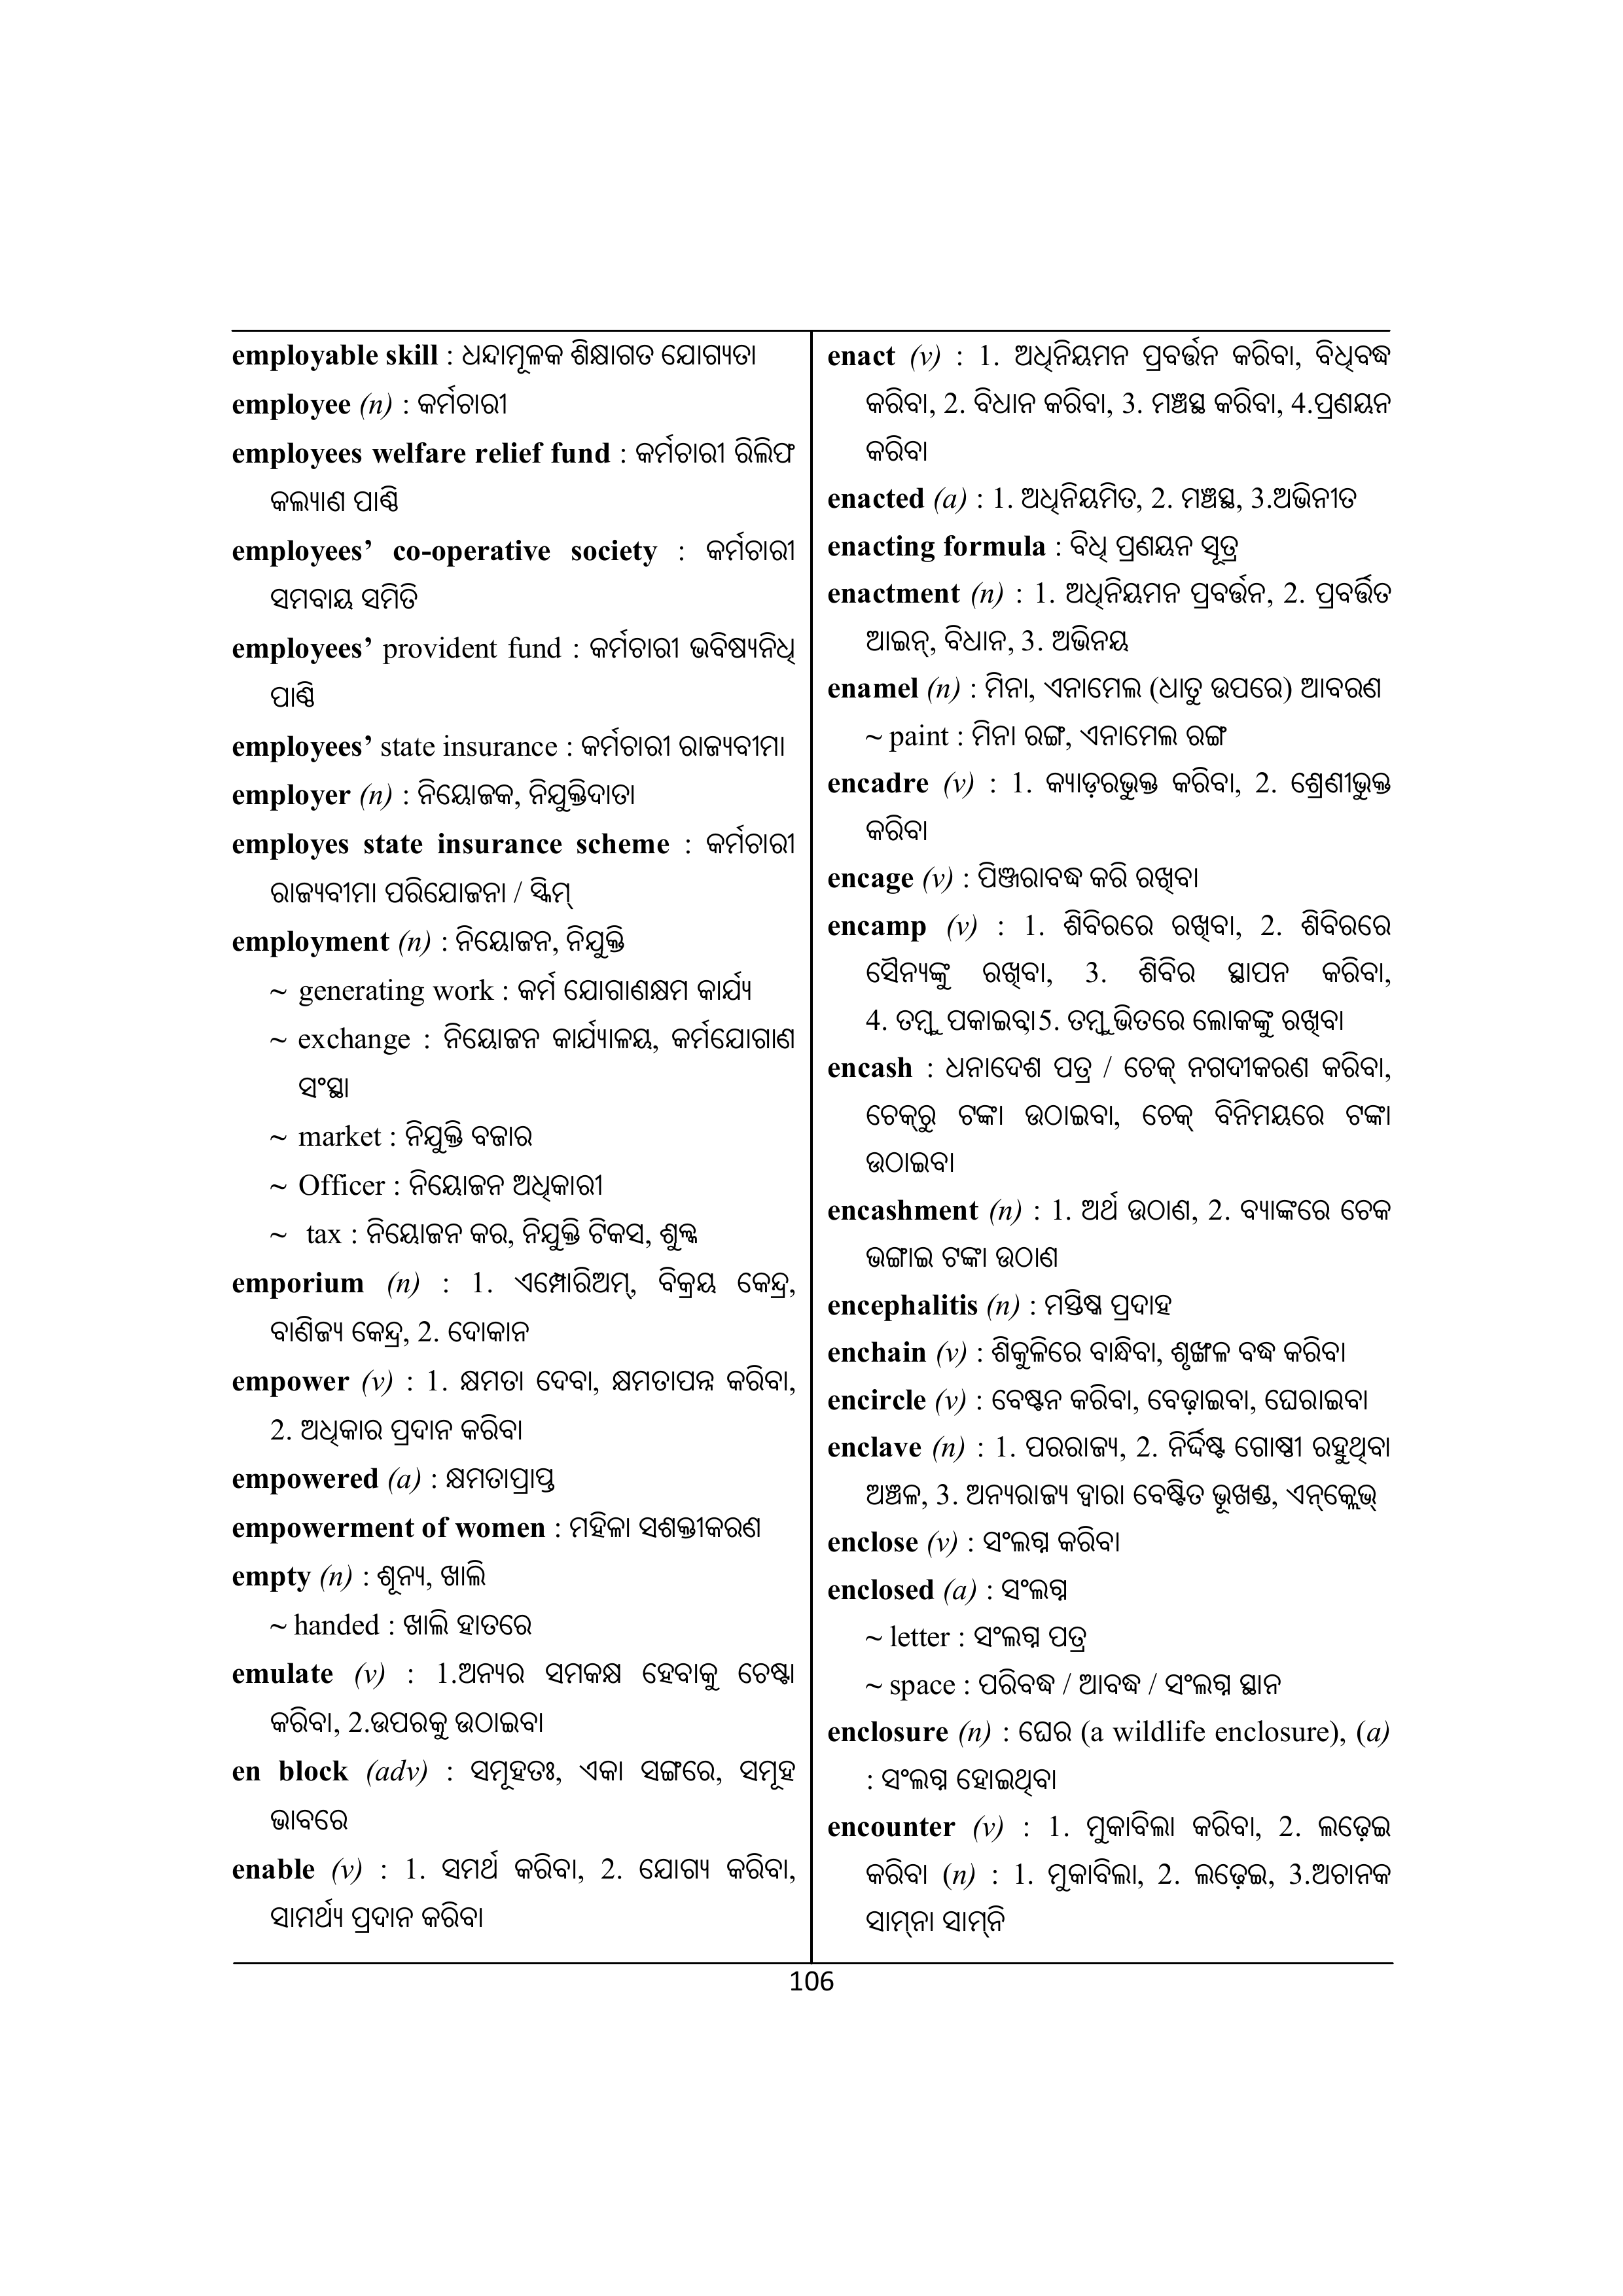 employable skill : ଧନ୍ଦାମୂଳକ ଶିକ୍ଷାଗତ ଯୋଗ୍ୟତା
employee (n) : କର୍ମଚାରୀ
employees welfare relief fund : କର୍ମଚାରୀ ରିଲିଫ
କଲ୍ୟାଣ ପାଣ୍ଠି
employees’ co-operative society : କର୍ମଚାରୀ
ସମବାୟ ସମିତି
employees’ provident fund : କର୍ମଚାରୀ ଭବିଷ୍ୟନିଧି
ପାଣ୍ଠି
employees’ state insurance : କର୍ମଚାରୀ ରାଜ୍ୟବୀମା
employer (n) : ନିୟୋଜକ, ନିଯୁକ୍ତିଦାତା
employes state insurance scheme : କର୍ମଚାରୀ
ରାଜ୍ୟବୀମା ପରିଯୋଜନା / ସ୍କିମ୍
employment (n) : ନିୟୋଜନ, ନିଯୁକ୍ତି
~ generating work : କର୍ମ ଯୋଗାଣକ୍ଷମ କାର୍ଯ୍ୟ
~ exchange : ନିୟୋଜନ କାର୍ଯ୍ୟାଳୟ, କର୍ମଯୋଗାଣ
ସଂସ୍ଥା
~ market : ନିଯୁକ୍ତି ବଜାର
~ Officer : ନିୟୋଜନ ଅଧିକାରୀ
~ tax : ନିୟୋଜନ କର, ନିଯୁକ୍ତି ଟିକସ, ଶୁଳ୍କ
emporium (n) : 1. ଏମ୍ପୋରିଅମ୍, ବିକ୍ରୟ କେନ୍ଦ୍ର,
ବାଣିଜ୍ୟ କେନ୍ଦ୍ର, 2. ଦୋକାନ
empower (v) : 1. କ୍ଷମତା ଦେବା, କ୍ଷମତାପନ୍ନ କରିବା,
2. ଅଧିକାର ପ୍ରଦାନ କରିବା
empowered (a) : କ୍ଷମତାପ୍ରାପ୍ତ
empowerment of women : ମହିଳା ସଶକ୍ତୀକରଣ
empty (n) : ଶୂନ୍ୟ, ଖାଲି
~ handed : ଖାଲି ହାତରେ
emulate (v) : 1.ଅନ୍ୟର ସମକକ୍ଷ ହେବାକୁ ଚେଷ୍ଟା
କରିବା, 2.ଉପରକୁ ଉଠାଇବା
en block (adv) : ସମୂହତଃ, ଏକା ସଙ୍ଗରେ, ସମୂହ
ଭାବରେ
enable (v) : 1. ସମର୍ଥ କରିବା, 2. ଯୋଗ୍ୟ କରିବା,
ସାମର୍ଥ୍ୟ ପ୍ରଦାନ କରିବା
enact (v) : 1. ଅଧିନିୟମନ ପ୍ରବର୍ତ୍ତନ କରିବା, ବିଧିବଦ୍ଧ
କରିବା, 2. ବିଧାନ କରିବା, 3. ମଞ୍ଚସ୍ଥ କରିବା, 4.ପ୍ରଣୟନ
କରିବା
enacted (a) : 1. ଅଧିନିୟମିତ, 2. ମଞ୍ଚସ୍ଥ, 3.ଅଭିନୀତ
enacting formula : ବିଧି ପ୍ରଣୟନ ସୂତ୍ର
enactment (n) : 1. ଅଧିନିୟମନ ପ୍ରବର୍ତ୍ତନ, 2. ପ୍ରବର୍ତ୍ତିତ
ଆଇନ୍, ବିଧାନ, 3. ଅଭିନୟ
enamel (n) : ମିନା, ଏନାମେଲ (ଧାତୁ ଉପରେ) ଆବରଣ
~ paint : ମିନା ରଙ୍ଗ, ଏନାମେଲ ରଙ୍ଗ
encadre (v) : 1. କ୍ୟାଡ଼ରଭୁକ୍ତ କରିବା, 2. ଶ୍ରେଣୀଭୁକ୍ତ
କରିବା
encage (v) : ପିଞ୍ଜରାବଦ୍ଧ କରି ରଖିବା
encamp (v) : 1. ଶିବିରରେ ରଖିବା, 2. ଶିବିରରେ
ସୈନ୍ୟଙ୍କୁ ରଖିବା, 3. ଶିବିର ସ୍ଥାପନ କରିବା,
4. ତମ୍ବୁ ପକାଇବା,5. ତମ୍ବୁ ଭିତରେ ଲୋକଙ୍କୁ ରଖିବା
encash : ଧନାଦେଶ ପତ୍ର / ଚେକ୍ ନଗଦୀକରଣ କରିବା,
ଚେକ୍‌ରୁ ଟଙ୍କା ଉଠାଇବା, ଚେକ୍ ବିନିମୟରେ ଟଙ୍କା
ଉଠାଇବା
encashment (n) : 1. ଅର୍ଥ ଉଠାଣ, 2. ବ୍ୟାଙ୍କରେ ଚେକ
ଭଙ୍ଗାଇ ଟଙ୍କା ଉଠାଣ
encephalitis (n) : ମସ୍ତିଷ୍କ ପ୍ରଦାହ
enchain (v) : ଶିକୁଳିରେ ବାନ୍ଧିବା, ଶୃଙ୍ଖଳ ବଦ୍ଧ କରିବା
encircle (v) : ବେଷ୍ଟନ କରିବା, ବେଢ଼ାଇବା, ଘେରାଇବା
enclave (n) : 1. ପରରାଜ୍ୟ, 2. ନିର୍ଦ୍ଦିଷ୍ଟ ଗୋଷ୍ଠୀ ରହୁଥିବା
ଅଞ୍ଚଳ, 3. ଅନ୍ୟରାଜ୍ୟ ଦ୍ୱାରା ବେଷ୍ଟିତ ଭୂଖଣ୍ଡ, ଏନ୍‌କ୍ଲେଭ୍
enclose (v) : ସଂଲଗ୍ନ କରିବା
enclosed (a) : ସଂଲଗ୍ନ
~ letter : ସଂଲଗ୍ନ ପତ୍ର
~ space : ପରିବଦ୍ଧ / ଆବଦ୍ଧ / ସଂଲଗ୍ନ ସ୍ଥାନ
enclosure (n) : ଘେର (a wildlife enclosure), (a)
: ସଂଲଗ୍ନ ହୋଇଥିବା
encounter (v) : 1. ମୁକାବିଲା କରିବା, 2. ଲଢ଼େଇ
କରିବା (n) : 1. ମୁକାବିଲା, 2. ଲଢ଼େଇ, 3.ଅଚାନକ
ସାମ୍‌ନା ସାମ୍‌ନି
106